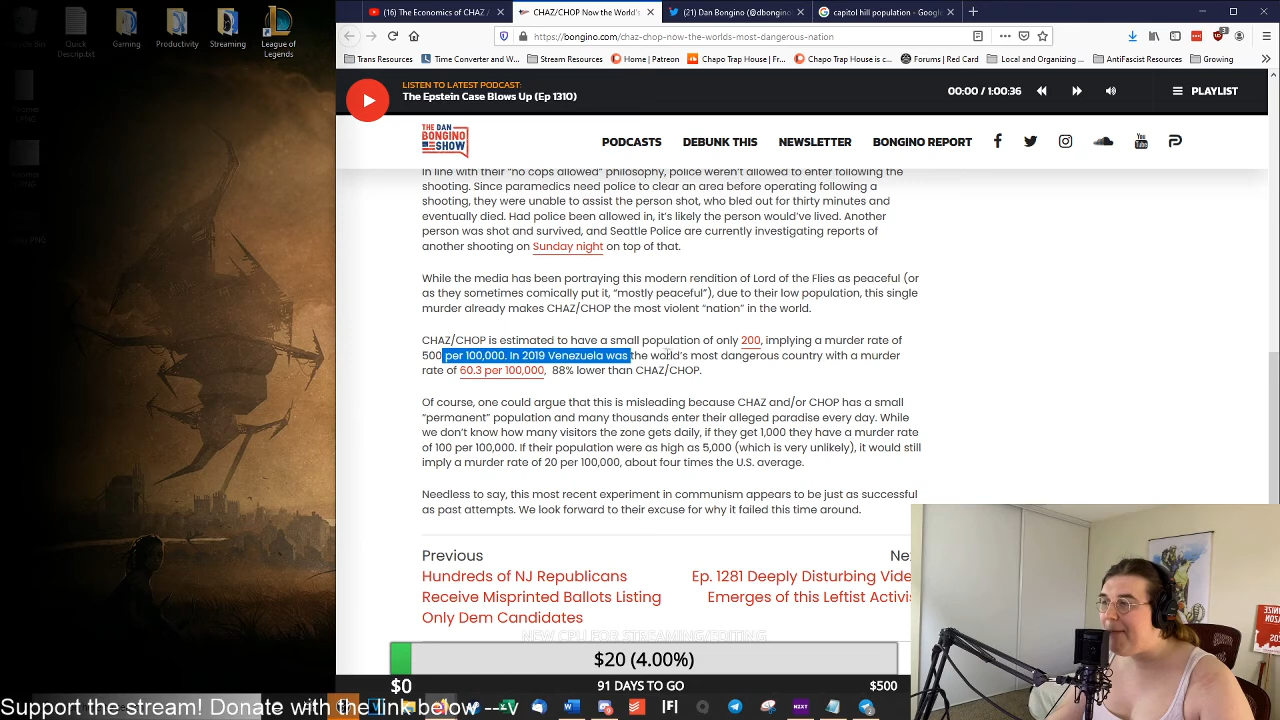 (16) The Economics of CHAZ /
CHAZ/CHOP Now the World's
(21) Dan Bongino (@dbongino
capitol hill population - Google
https://bongino.com/chaz-chop-now-the-worlds-most-dangerous-nation
Trans Resources
Time Converter and W...
Stream Resources
Home | Patreon
Chapo Trap House | Fr...
Chapo Trap House is c...
Forums | Red Card
Local and Organizing ...
AntiFascist Resources
Growing
Quick
Descrip.txt
Gaming
Productivity
Streaming
League of
Legends
LISTEN TO LATEST PODCAST:
The Epstein Case Blows Up (Ep 1310)
00:00 / 1:00:36
PLAYLIST
THE DAN
BONGINO
SHOW
PODCASTS
DEBUNK THIS
NEWSLETTER
BONGINO REPORT
In line with their "no cops allowed" philosophy, police weren't allowed to enter following the
shooting. Since paramedics need police to clear an area before operating following a
shooting, they were unable to assist the person shot, who bled out for thirty minutes and
eventually died. Had police been allowed in, it's likely the person would've lived. Another
person was shot and survived, and Seattle Police are currently investigating reports of
another shooting on Sunday night on top of that.
While the media has been portraying this modern rendition of Lord of the Flies as peaceful (or
as they sometimes comically put it, "mostly peaceful"), due to their low population, this single
murder already makes CHAZ/CHOP the most violent "nation" in the world.
CHAZ/CHOP is estimated to have a small population of only 200, implying a murder rate of
500 per 100,000. In 2019 Venezuela was the world's most dangerous country with a murder
rate of 60.3 per 100,000, 88% lower than CHAZ/CHOP.
Of course, one could argue that this is misleading because CHAZ and/or CHOP has a small
"permanent" population and many thousands enter their alleged paradise every day. While
we don't know how many visitors the zone gets daily, if they get 1,000 they have a murder rate
of 100 per 100,000. If their population were as high as 5,000 (which is very unlikely), it would still
imply a murder rate of 20 per 100,000, about four times the U.S. average.
Needless to say, this most recent experiment in communism appears to be just as successful
as past attempts. We look forward to their excuse for why it failed this time around.
Previous
Hundreds of NJ Republicans
Receive Misprinted Ballots Listing
Only Dem Candidates
Ep. 1281 Deeply Disturbing Vide
Emerges of this Leftist Activis
NEW CPU FOR STREAMING/EDITING
$20 (4.00%)
$0
91 DAYS TO GO
$500
Support the stream! Donate with the link below ---v